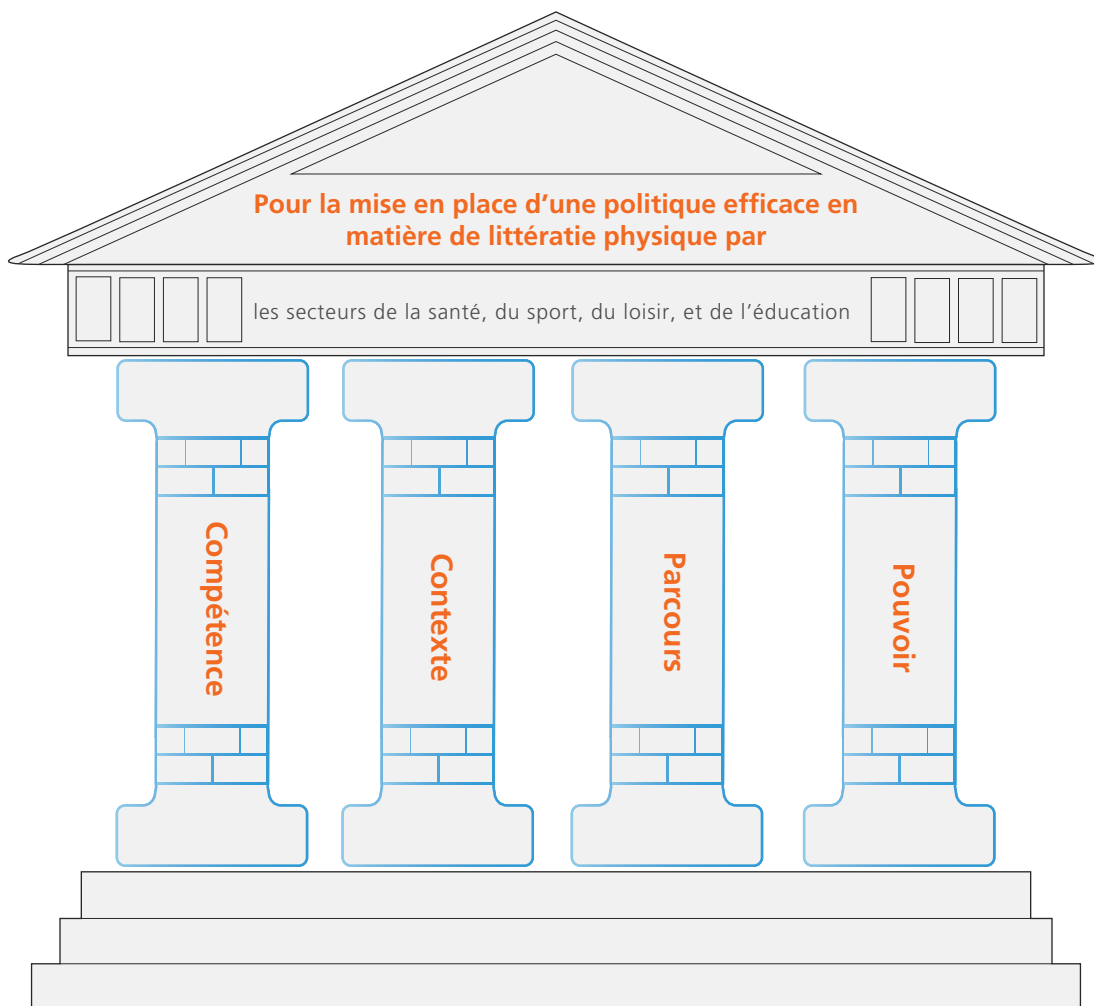 Pour la mise en place d’une politique efficace en
matière de littératie physique par
les secteurs de la santé, du sport, du loisir, et de l’éducation
Compétence
Contexte
Parcours
Pouvoir